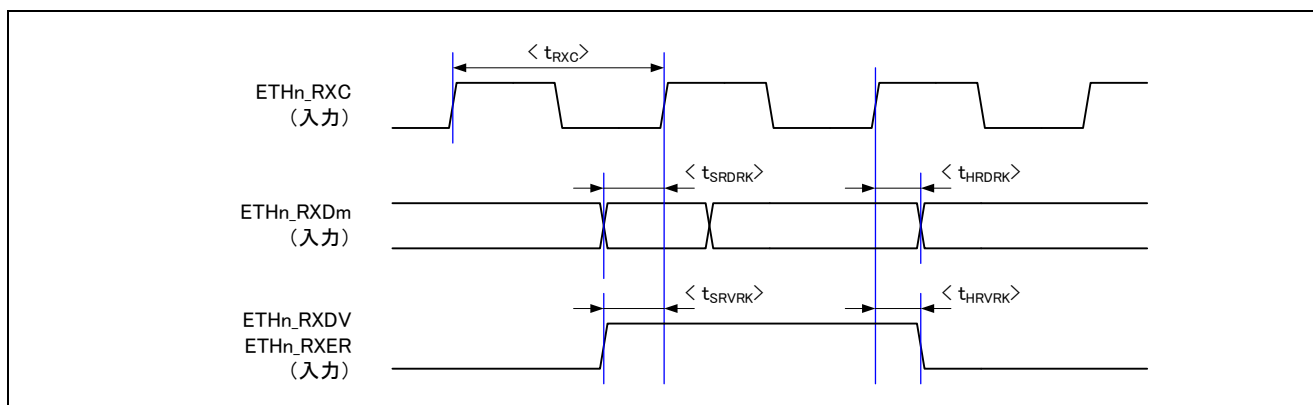 < tRXC>
ETHn_RXC
（入力）
< tSRDRK>
< tHRDRK>
ETHn_RXDm
（入力）
< tSRVRK>
< tHRVRK>
ETHn_RXDV
ETHn_RXER
（入力）